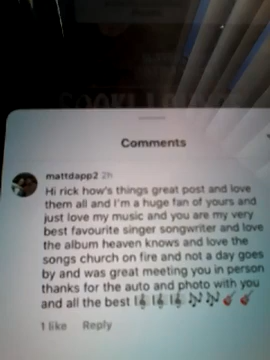 Comments
mattdapp2 2h
Hi rick how's things great post and love
them all and I'm a huge fan of yours and
just love my music and you are my very
best favourite singer songwriter and love
the album heaven knows and love the
songs church on fire and not a day goes
by and was great meeting you in person
thanks for the auto and photo with you
and all the best 🎼🎼🎼🎶🎶🎸🎸
1 like Reply